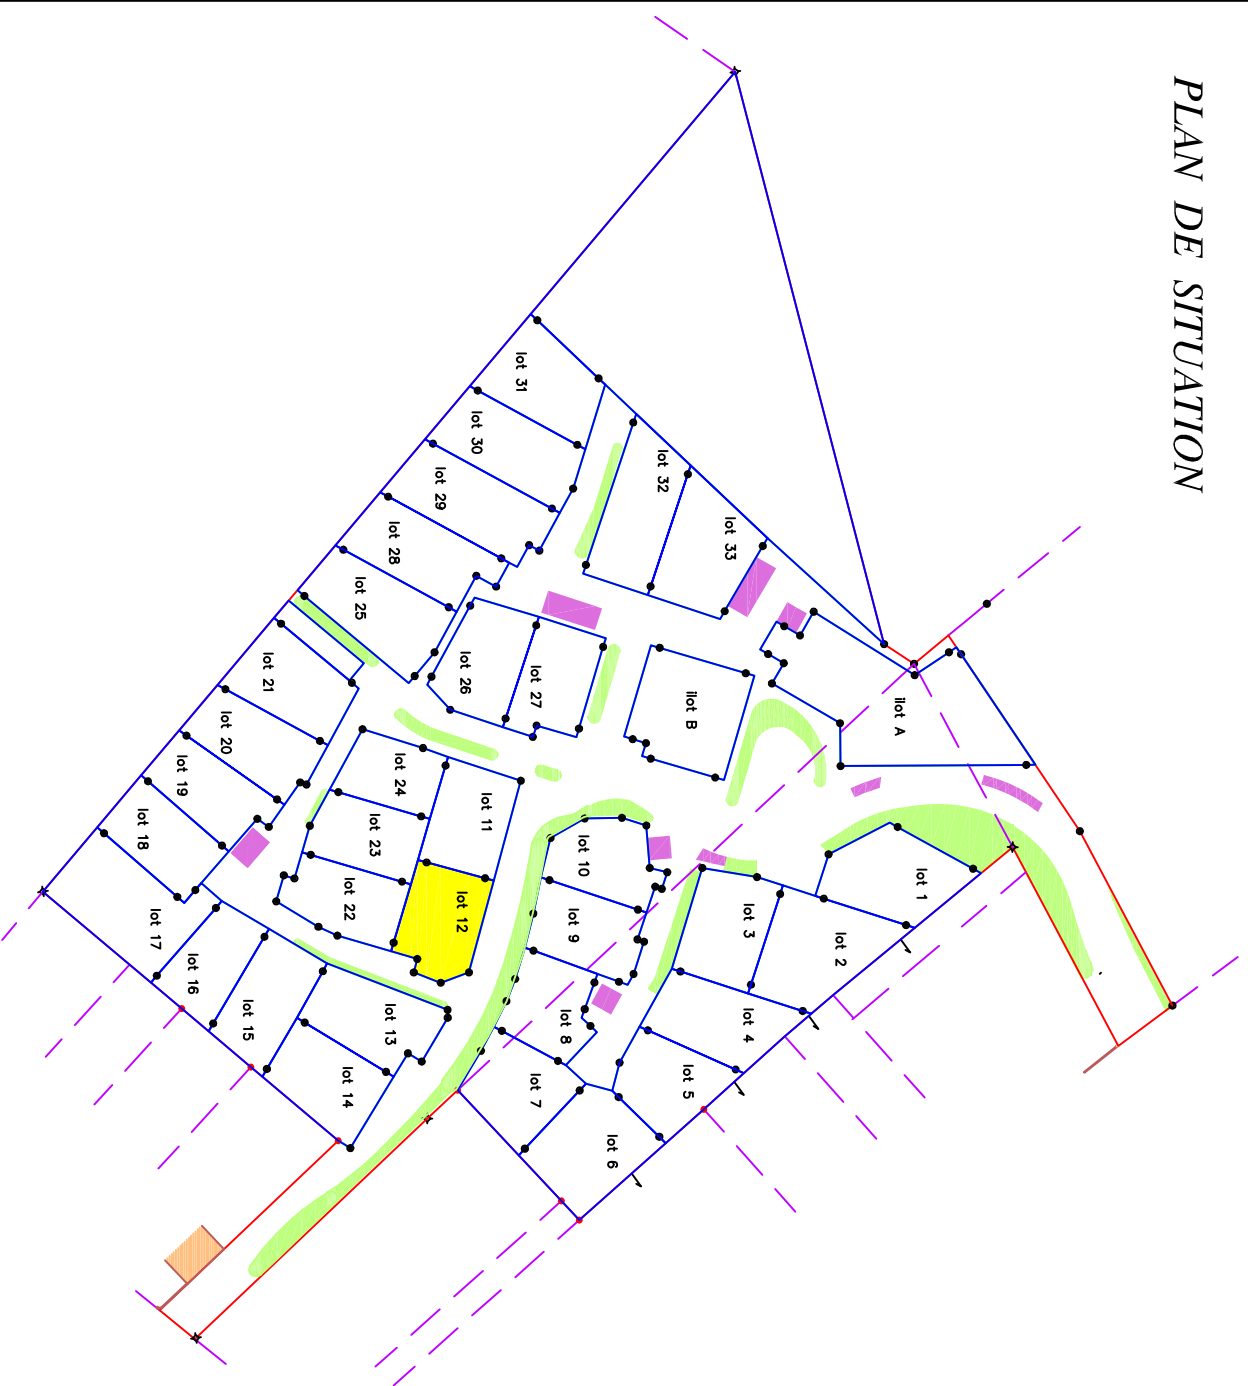 PLAN DE SITUATION
lot 31
lot 30
lot 29
lot 28
lot 25
lot 32
lot 33
lot 21
lot 20
lot 19
lot 18
lot 17
lot 16
lot 15
lot 14
lot 13
lot 26
lot 27
ilot B
ilot A
lot 24
lot 23
lot 22
lot 11
lot 12
lot 10
lot 9
lot 8
lot 7
lot 6
lot 5
lot 4
lot 3
lot 2
lot 1